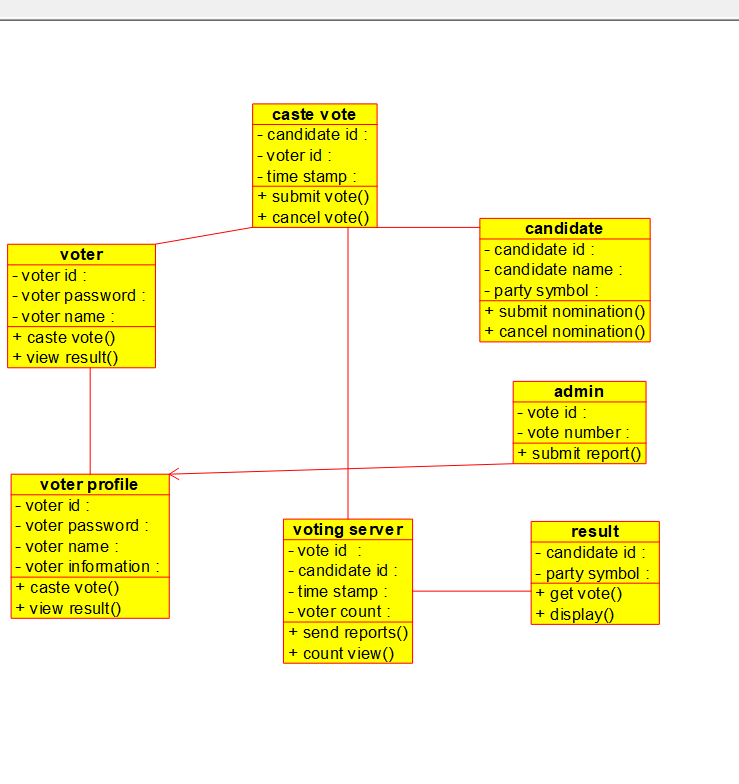 caste vote
- candidate id :
- voter id :
- time stamp :
+ submit vote()
+ cancel vote()
candidate
- candidate id :
- candidate name :
- party symbol :
+ submit nomination()
+ cancel nomination()
voter
- voter id :
- voter password :
- voter name :
+ caste vote()
+ view result()
admin
- vote id :
- vote number :
+ submit report()
voter profile
- voter id :
- voter password :
- voter name :
- voter information :
+ caste vote()
+ view result()
voting server
- vote id :
- candidate id :
- time stamp :
- voter count :
+ send reports()
+ count view()
result
- candidate id :
- party symbol :
+ get vote()
+ display()